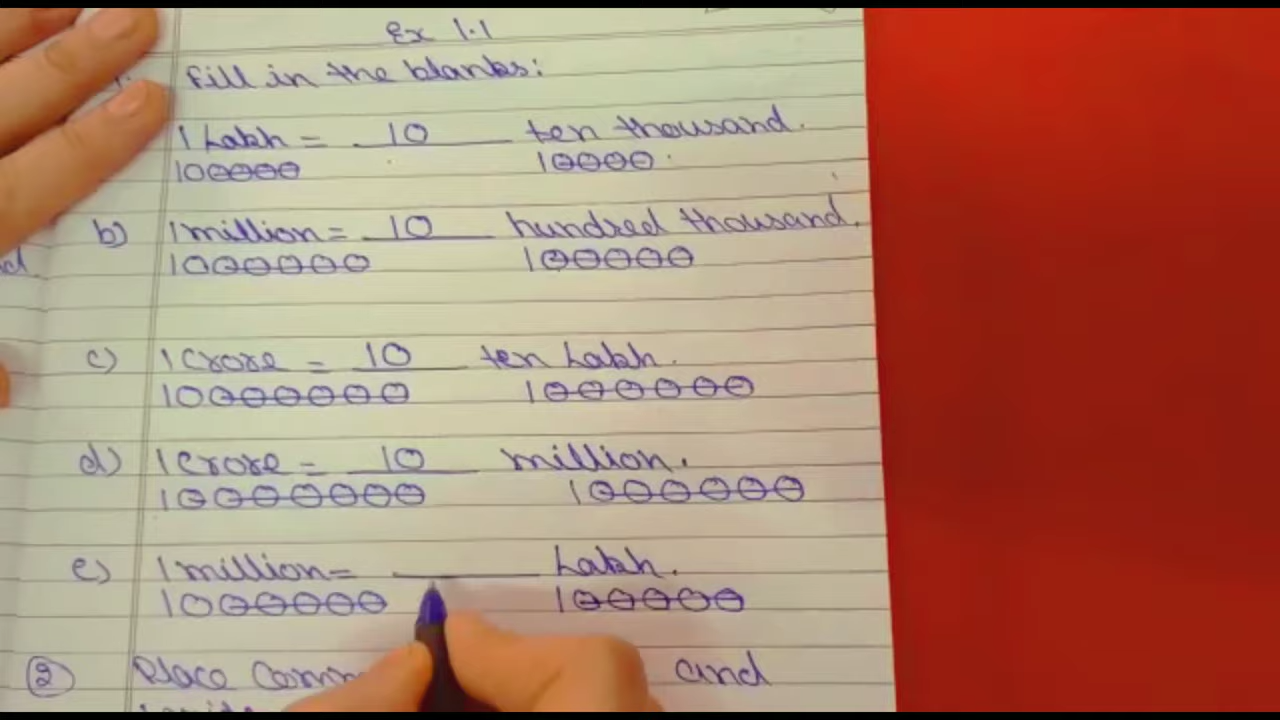 Ex 1.1
1. Fill in the blanks:
1 Lakh = 10 ten thousand.
100000 10000
b) 1 million = 10 hundred thousand.
1000000 100000
c) 1 Crore = 10 ten Lakh.
10000000 1000000
d) 1 Crore = 10 million.
10000000 1000000
e) 1 million = ______ Lakh.
1000000 100000
2 Place and